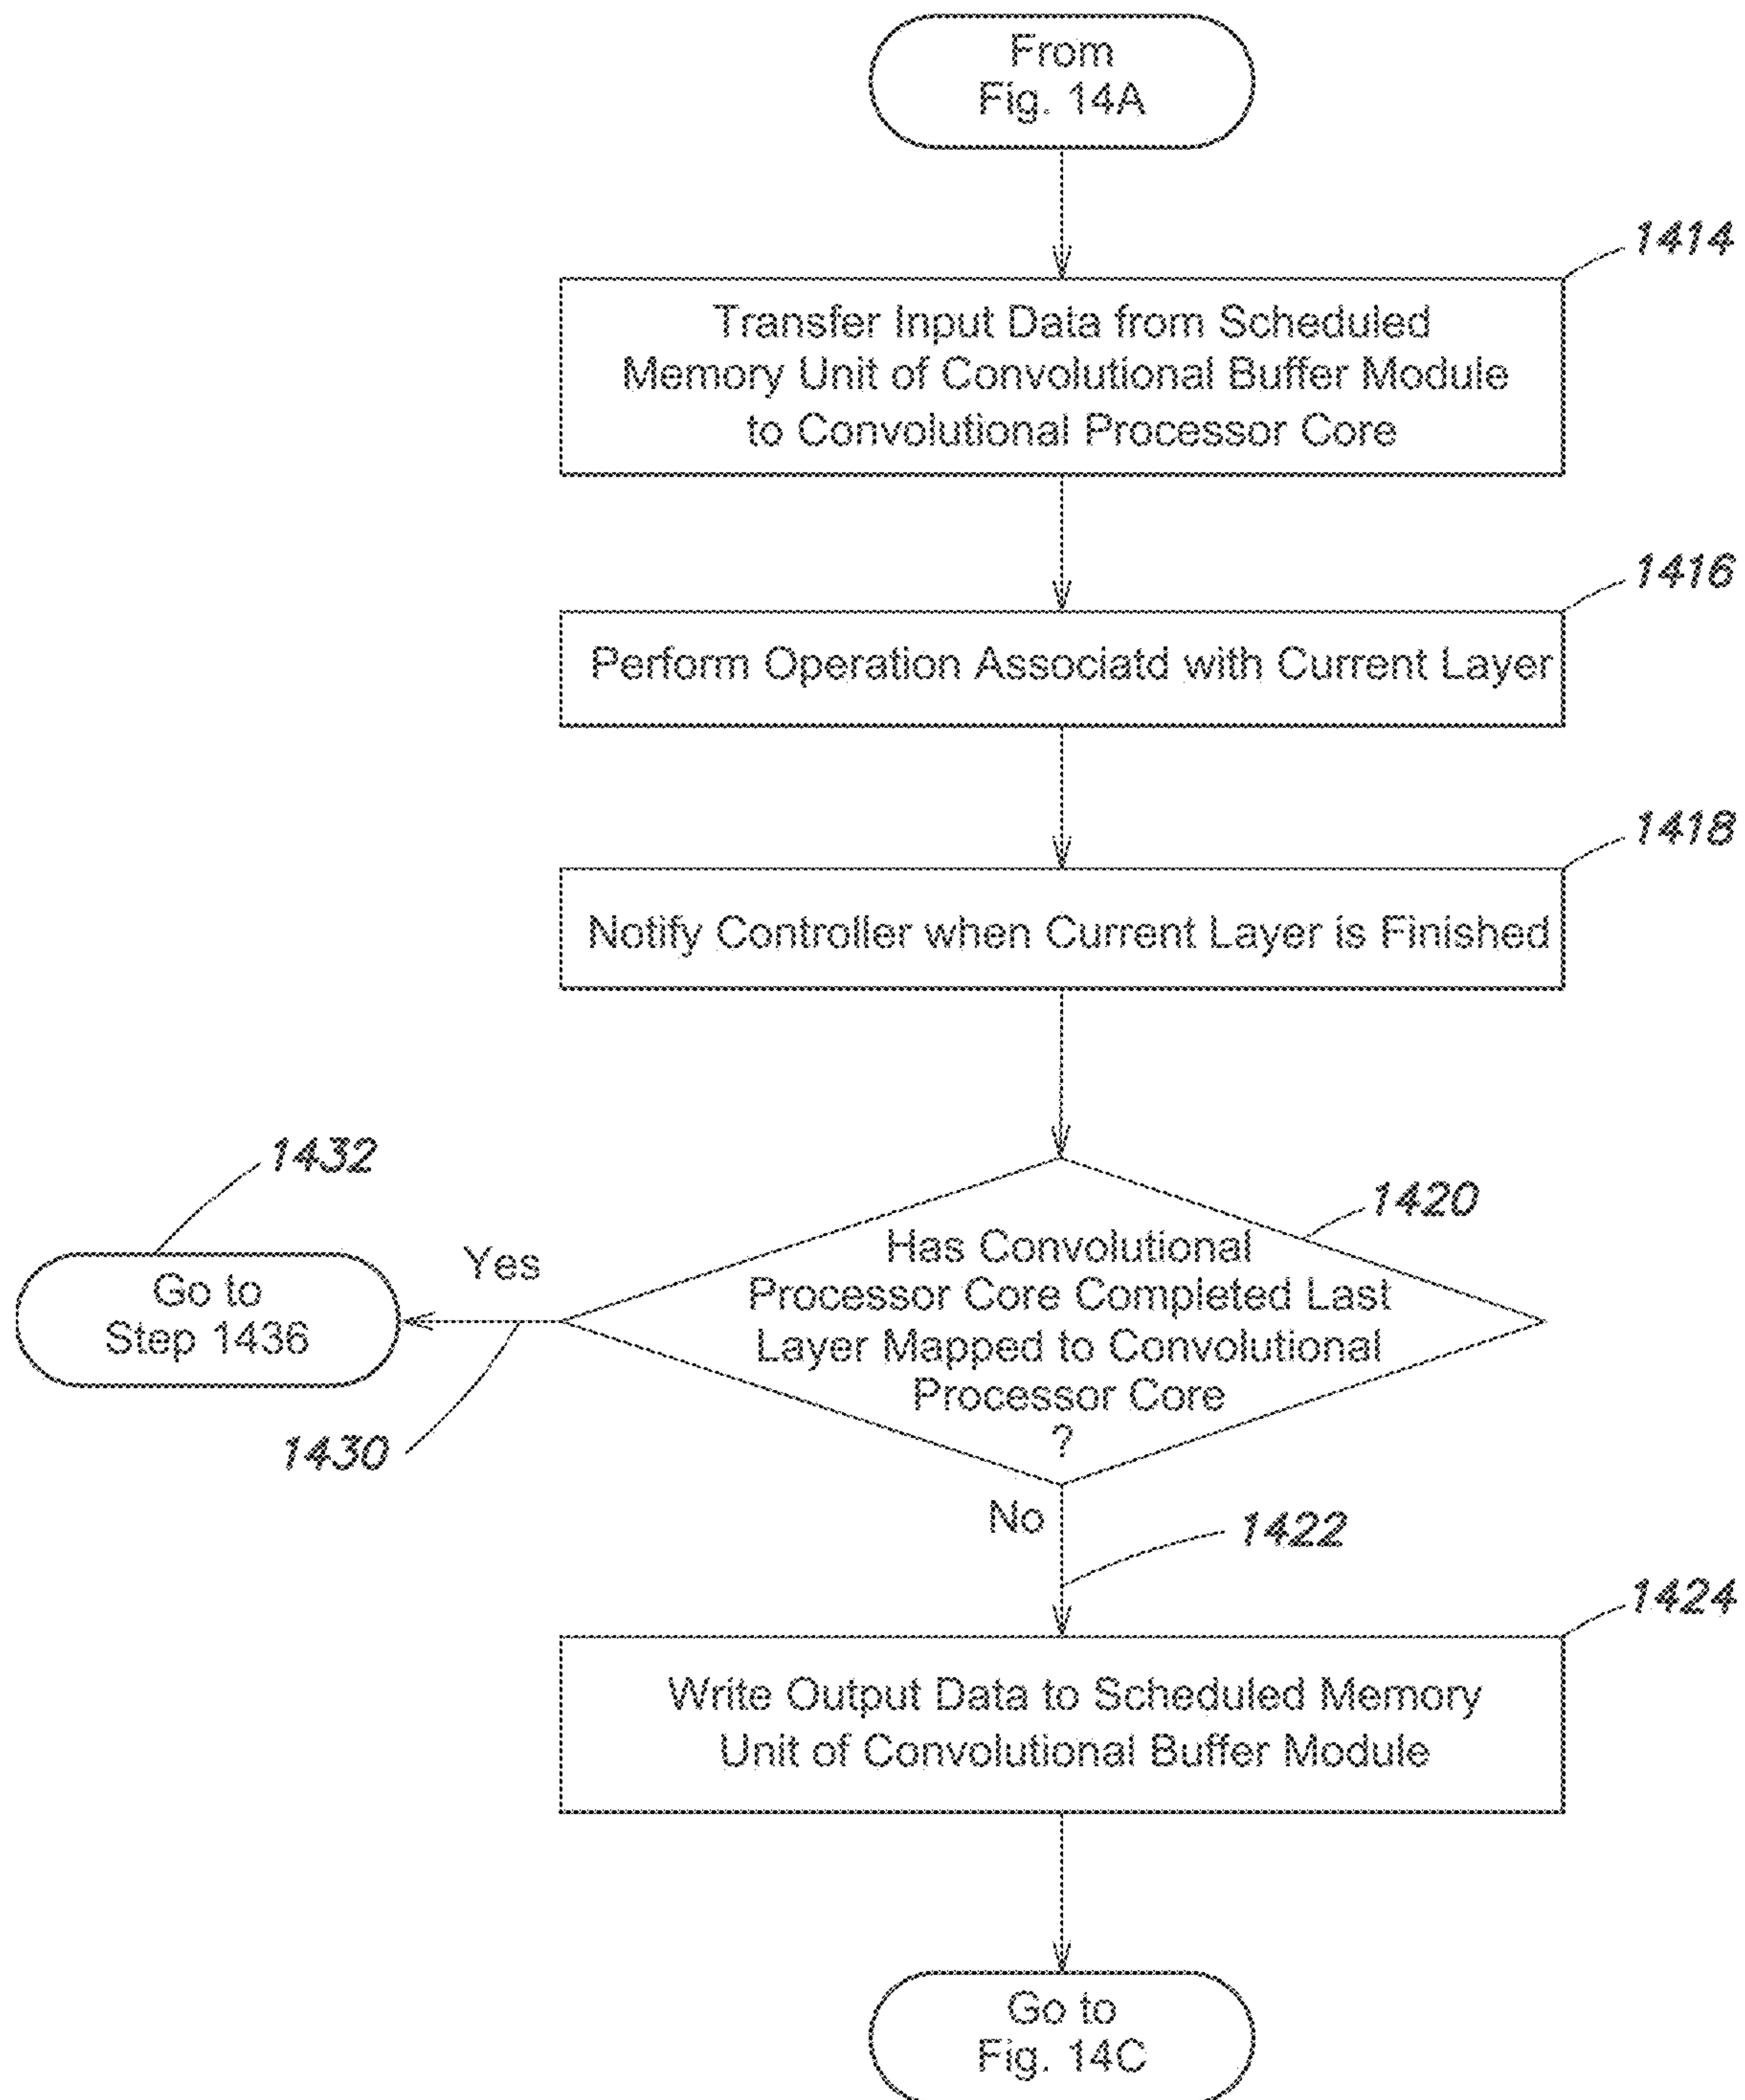 From
Fig. 14A
1414
Transfer Input Data from Scheduled
Memory Unit of Convolutional Buffer Module
to Convolutional Processor Core
1416
Perform Operation Associatd with Current Layer
1418
Notify Controller when Current Layer is Finished
1432
1420
Go to
Step 1436
Yes
Has Convolutional
Processor Core Completed Last
Layer Mapped to Convolutional
Processor Core
?
1430
No
1422
1424
Write Output Data to Scheduled Memory
Unit of Convolutional Buffer Module
Go to
Fig. 14C